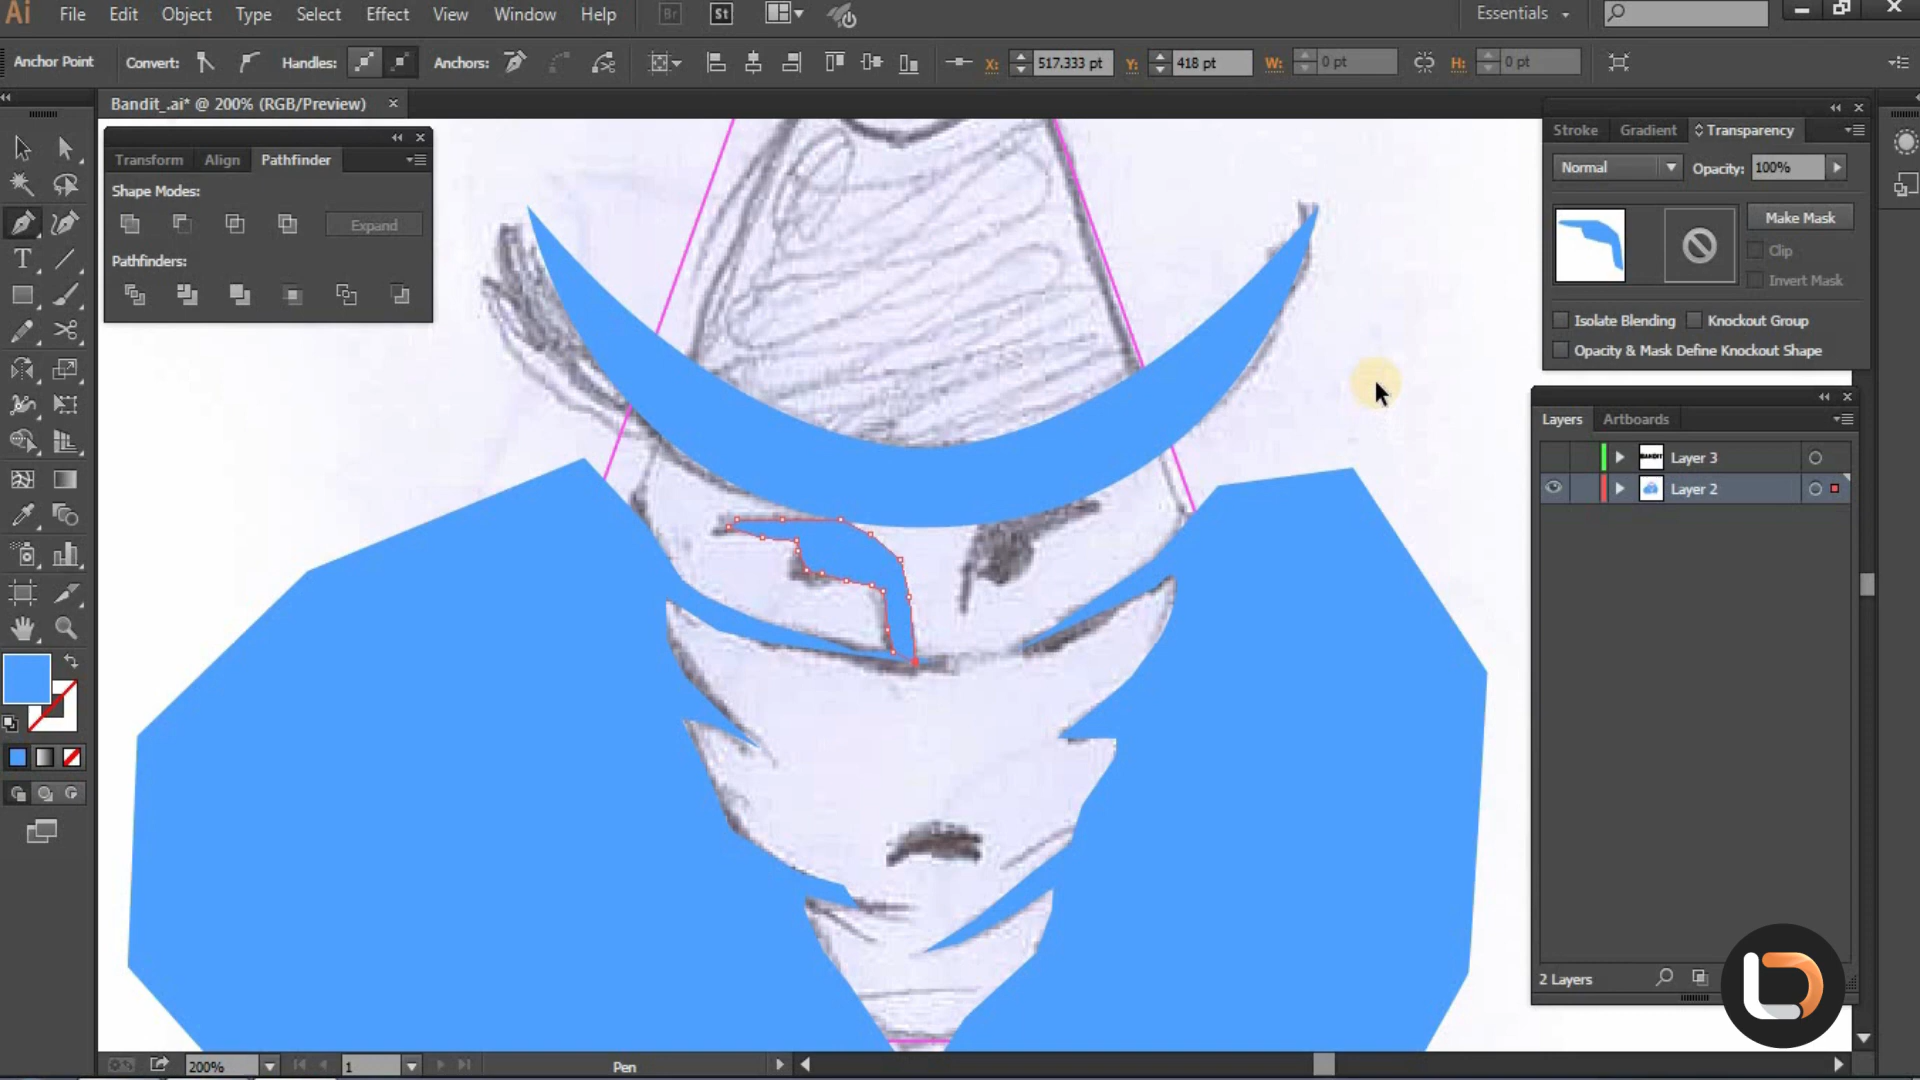 Ai File Edit Object Type Select Effect View Window Help Br St Essentials
Anchor Point Convert: Handles: Anchors: X: 517.333 pt Y: 418 pt W: 0 pt H: 0 pt
Bandit_.ai* @ 200% (RGB/Preview)
Transform Align Pathfinder
Shape Modes:
Expand
Pathfinders:
Stroke Gradient Transparency
Normal Opacity: 100%
Make Mask
Clip
Invert Mask
Isolate Blending Knockout Group
Opacity & Mask Define Knockout Shape
Layers Artboards
BANDIT Layer 3
Layer 2
2 Layers
200% 1 Pen